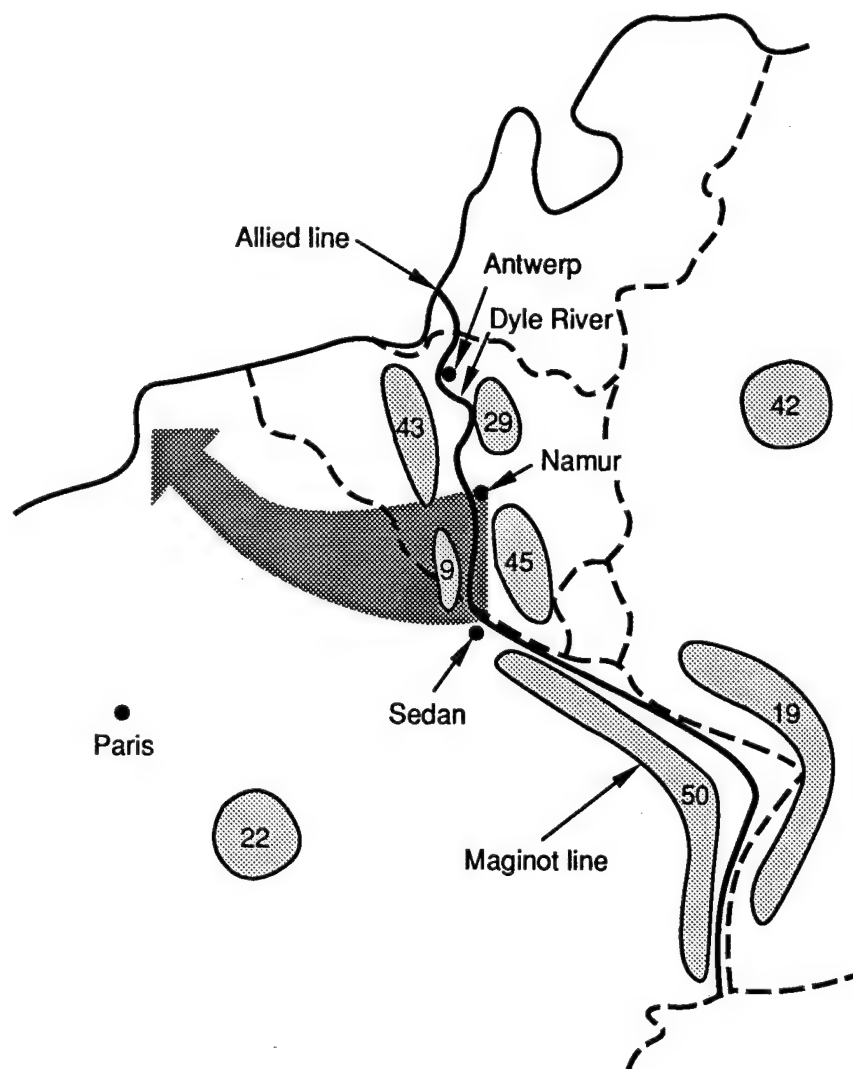 Allied line
Antwerp
Dyle River
43
29
42
Namur
9
45
Sedan
19
Paris
50
22
Maginot line